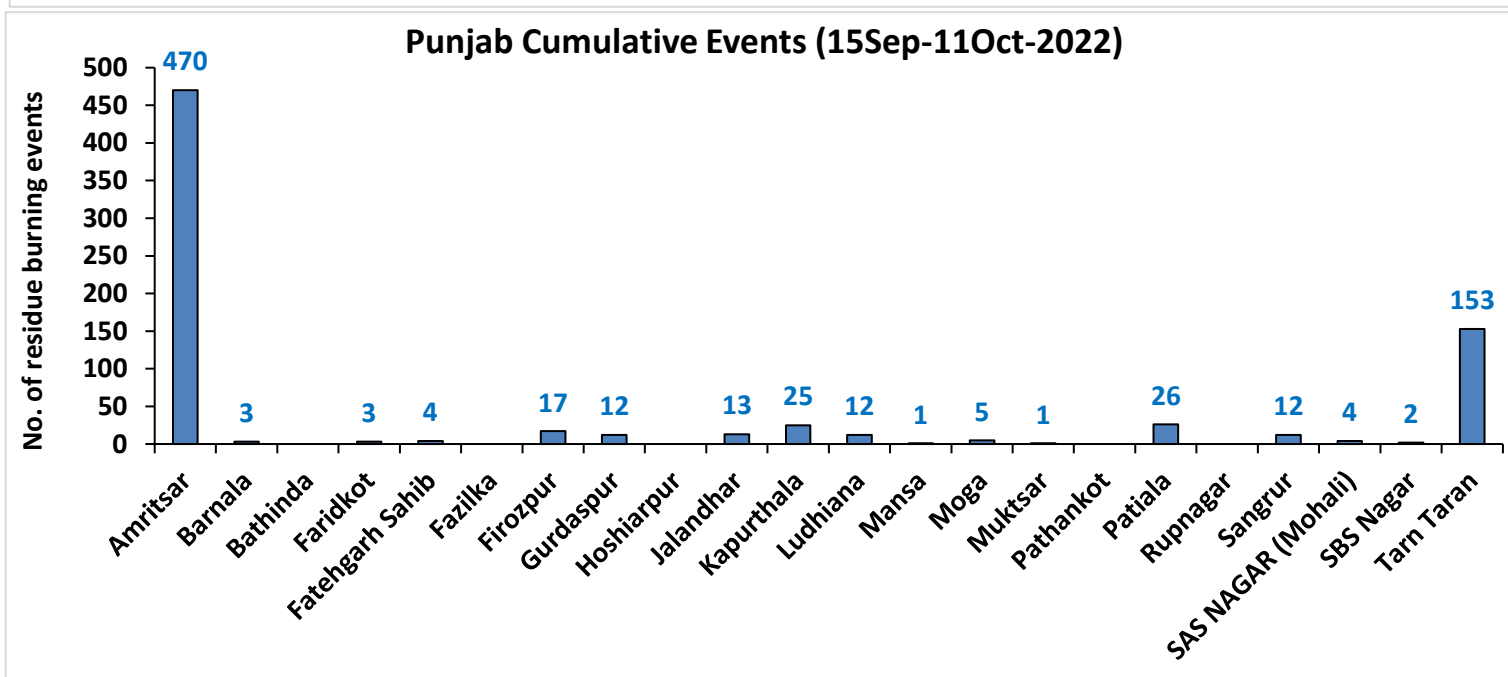 Punjab Cumulative Events (15Sep-11Oct-2022)
No. of residue burning events
500
450
400
350
300
250
200
150
100
50
0
470
3
3
4
17
12
13
25
12
1
5
1
26
12
4
2
153
Amritsar
Barnala
Bathinda
Faridkot
Fatehgarh Sahib
Fazilka
Firozpur
Gurdaspur
Hoshiarpur
Jalandhar
Kapurthala
Ludhiana
Mansa
Moga
Muktsar
Pathankot
Patiala
Rupnagar
Sangrur
SAS NAGAR (Mohali)
SBS Nagar
Tarn Taran